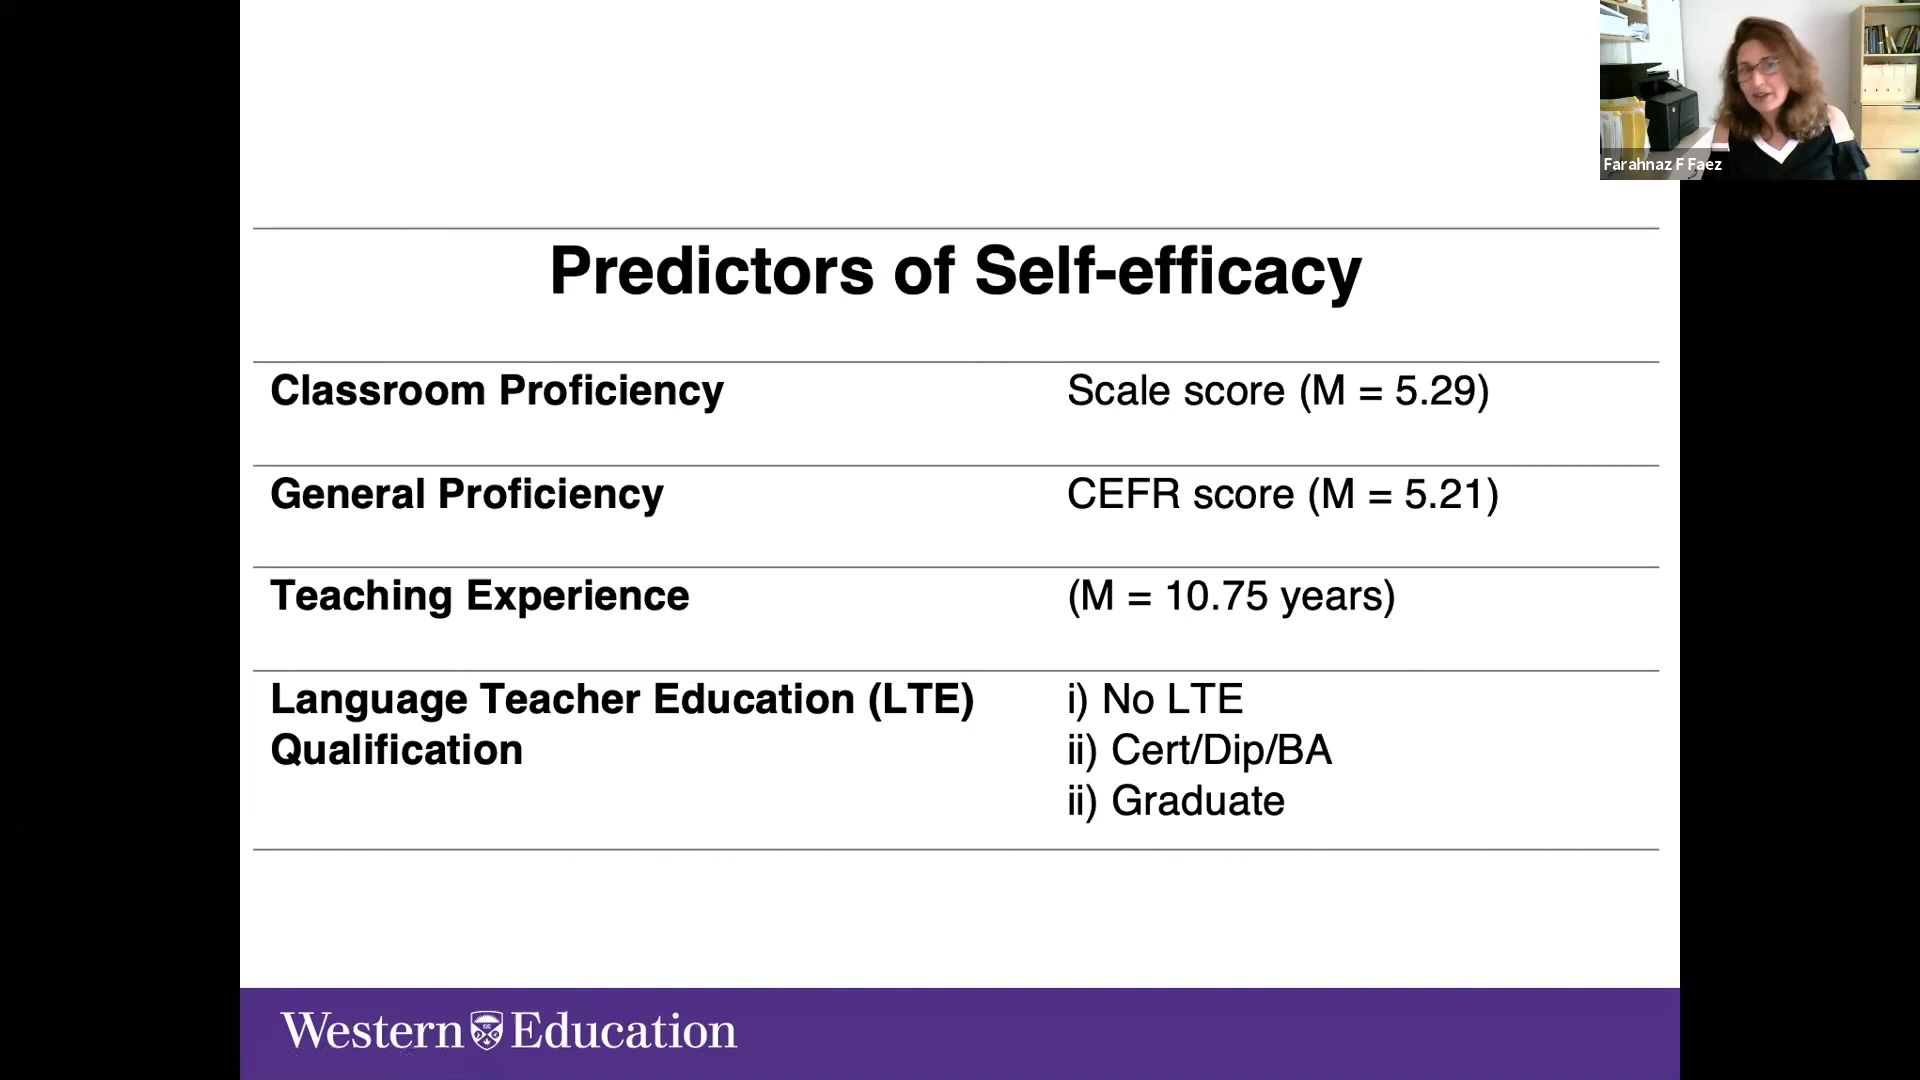 Farahnaz F Faez
Predictors of Self-efficacy
Classroom Proficiency
Scale score (M = 5.29)
General Proficiency
CEFR score (M = 5.21)
Teaching Experience
(M = 10.75 years)
Language Teacher Education (LTE)
Qualification
i) No LTE
ii) Cert/Dip/BA
ii) Graduate
Western Education